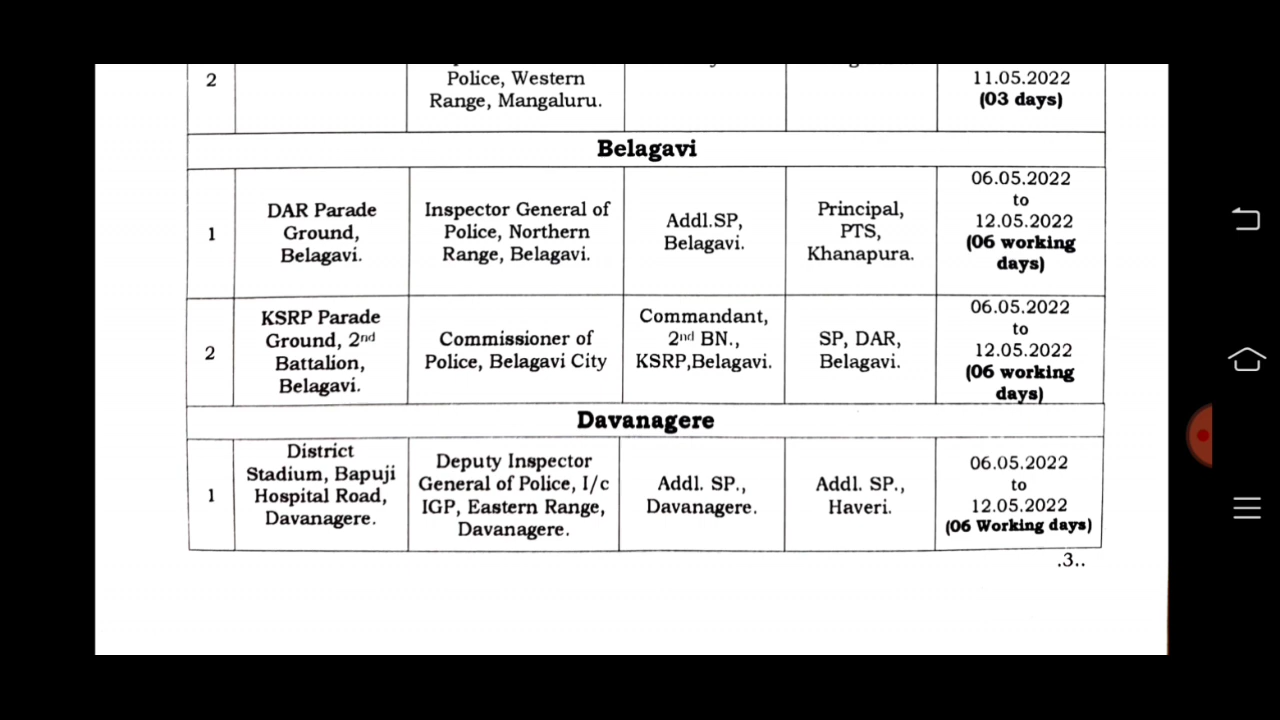 2
Police, Western
Range, Mangaluru.
11.05.2022
(03 days)
Belagavi
1
DAR Parade
Ground,
Belagavi.
Inspector General of
Police, Northern
Range, Belagavi.
Addl.SP,
Belagavi.
Principal,
PTS,
Khanapura.
06.05.2022
to
12.05.2022
(06 working
days)
2
KSRP Parade
Ground, 2nd
Battalion,
Belagavi.
Commissioner of
Police, Belagavi City
Commandant,
2nd BN.,
KSRP,Belagavi.
SP, DAR,
Belagavi.
06.05.2022
to
12.05.2022
(06 working
days)
Davanagere
1
District
Stadium, Bapuji
Hospital Road,
Davanagere.
Deputy Inspector
General of Police, I/c
IGP, Eastern Range,
Davanagere.
Addl. SP.,
Davanagere.
Addl. SP.,
Haveri.
06.05.2022
to
12.05.2022
(06 Working days)
.3..